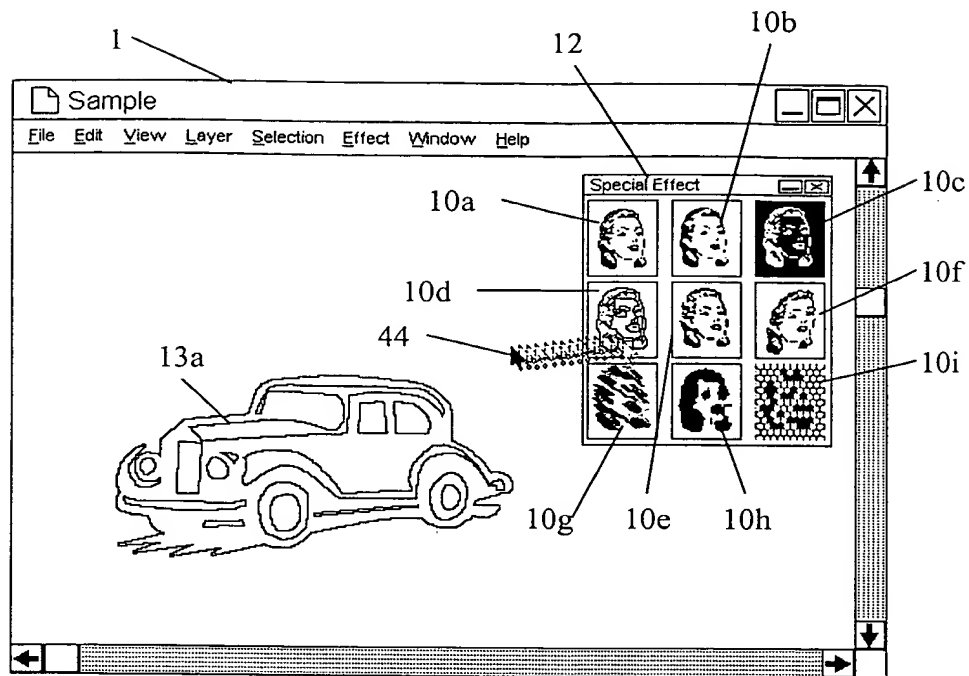 1
12
10b
Sample
File Edit View Layer Selection Effect Window Help
Special Effect
10a
10c
10d
10f
44
13a
10i
10g
10e
10h